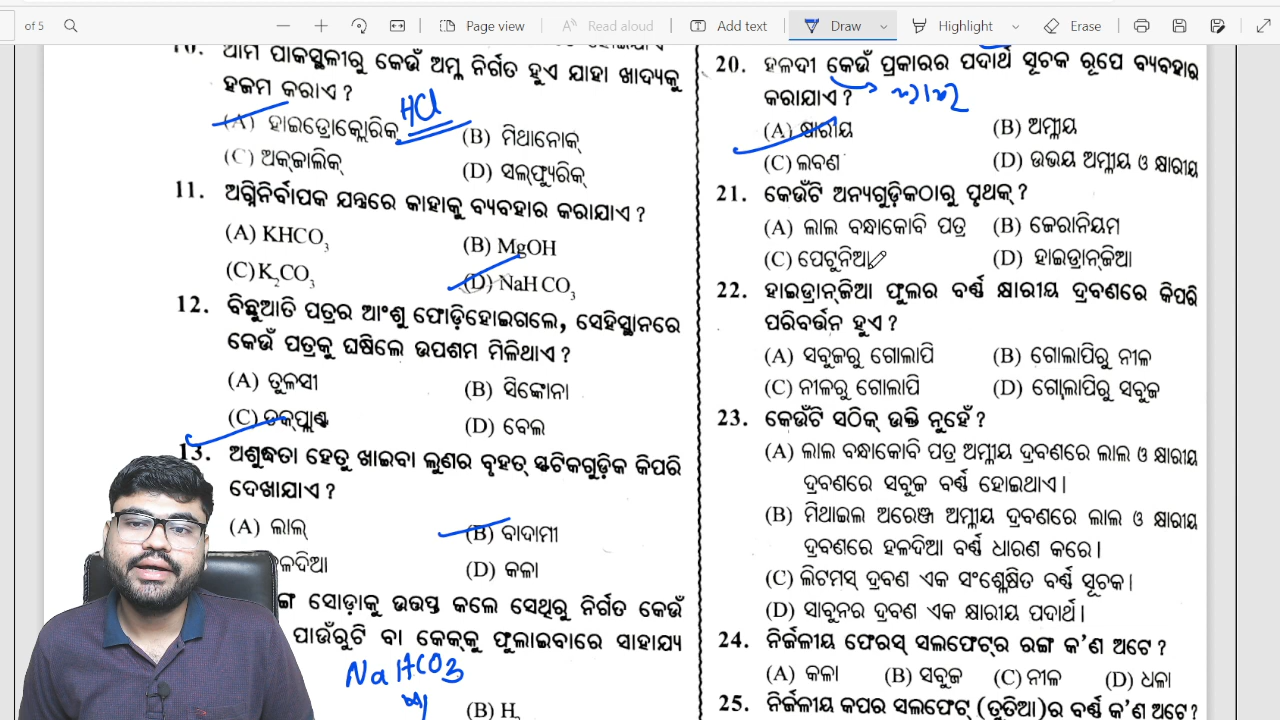 of 5
Page view
Read aloud
Add text
Draw
Highlight
Erase
10. ଆମ ପାକସ୍ଥଳୀରୁ କେଉଁ ଅମ୍ଳ ନିର୍ଗତ ହୁଏ ଯାହା ଖାଦ୍ୟକୁ
ହଜମ କରାଏ ?
HCl
(A) ହାଇଡ୍ରୋକ୍ଲୋରିକ୍ (B) ମିଥାନୋକ୍
(C) ଅକ୍ଜାଲିକ୍ (D) ସଲ୍‌ଫ୍ୟୁରିକ୍
11. ଅଗ୍ନିନିର୍ବାପକ ଯନ୍ତ୍ରରେ କାହାକୁ ବ୍ୟବହାର କରାଯାଏ ?
(A) KHCO₃ (B) MgOH
(C) K₂CO₃ (D) NaHCO₃
12. ବିଛୁଆତି ପତ୍ରର ଆଂଶୁ ଫୋଡ଼ିହୋଇଗଲେ, ସେହିସ୍ଥାନରେ
କେଉଁ ପତ୍ରକୁ ଘଷିଲେ ଉପଶମ ମିଳିଥାଏ ?
(A) ତୁଳସୀ (B) ସିଙ୍କୋନା
(C) ଡକ୍‌ପ୍ଲାଣ୍ଟ (D) ବେଲ
13. ଅଶୁଦ୍ଧତା ହେତୁ ଖାଇବା ଲୁଣର ବୃହତ୍ ସ୍ଫଟିକଗୁଡ଼ିକ କିପରି
ଦେଖାଯାଏ ?
(A) ଲାଲ୍ (B) ବାଦାମୀ
ଳଦିଆ (D) କଳା
ଙ୍ଗ ସୋଡ଼ାକୁ ଉତ୍ତପ୍ତ କଲେ ସେଥିରୁ ନିର୍ଗତ କେଉଁ
ପାଉଁରୁଟି ବା କେକ୍‌କୁ ଫୁଲାଇବାରେ ସାହାଯ୍ୟ
NaHCO3
(B) H₂
20. ହଳଦୀ କେଉଁ ପ୍ରକାରର ପଦାର୍ଥ ସୂଚକ ରୂପେ ବ୍ୟବହାର
କରାଯାଏ ?
(A) କ୍ଷାରୀୟ (B) ଅମ୍ଳୀୟ
(C) ଲବଣ (D) ଉଭୟ ଅମ୍ଳୀୟ ଓ କ୍ଷାରୀୟ
21. କେଉଁଟି ଅନ୍ୟଗୁଡ଼ିକଠାରୁ ପୃଥକ୍ ?
(A) ଲାଲ ବନ୍ଧାକୋବି ପତ୍ର (B) ଜେରାନିୟମ
(C) ପେଟୁନିଆ (D) ହାଇଡ୍ରାନ୍‌ଜିଆ
22. ହାଇଡ୍ରାନ୍‌ଜିଆ ଫୁଲର ବର୍ଣ୍ଣ କ୍ଷାରୀୟ ଦ୍ରବଣରେ କିପରି
ପରିବର୍ତ୍ତନ ହୁଏ ?
(A) ସବୁଜରୁ ଗୋଲାପି (B) ଗୋଲାପିରୁ ନୀଳ
(C) ନୀଳରୁ ଗୋଲାପି (D) ଗୋଲାପିରୁ ସବୁଜ
23. କେଉଁଟି ସଠିକ୍ ଉକ୍ତି ନୁହେଁ ?
(A) ଲାଲ ବନ୍ଧାକୋବି ପତ୍ର ଅମ୍ଳୀୟ ଦ୍ରବଣରେ ଲାଲ ଓ କ୍ଷାରୀୟ
ଦ୍ରବଣରେ ସବୁଜ ବର୍ଣ୍ଣ ହୋଇଥାଏ।
(B) ମିଥାଇଲ ଅରେଞ୍ଜ ଅମ୍ଳୀୟ ଦ୍ରବଣରେ ଲାଲ ଓ କ୍ଷାରୀୟ
ଦ୍ରବଣରେ ହଳଦିଆ ବର୍ଣ୍ଣ ଧାରଣ କରେ।
(C) ଲିଟମସ୍ ଦ୍ରବଣ ଏକ ସଂଶ୍ଳେଷିତ ବର୍ଣ୍ଣ ସୂଚକ।
(D) ସାବୁନର ଦ୍ରବଣ ଏକ କ୍ଷାରୀୟ ପଦାର୍ଥ।
24. ନିର୍ଜଳୀୟ ଫେରସ୍ ସଲଫେଟ୍‌ର ରଙ୍ଗ କ'ଣ ଅଟେ ?
(A) କଳା (B) ସବୁଜ (C) ନୀଳ (D) ଧଳା
25. ନିର୍ଜଳୀୟ କପର ସଲଫେଟ୍ (ତୁତିଆ)ର ବର୍ଣ୍ଣ କ'ଣ ଅଟେ ?